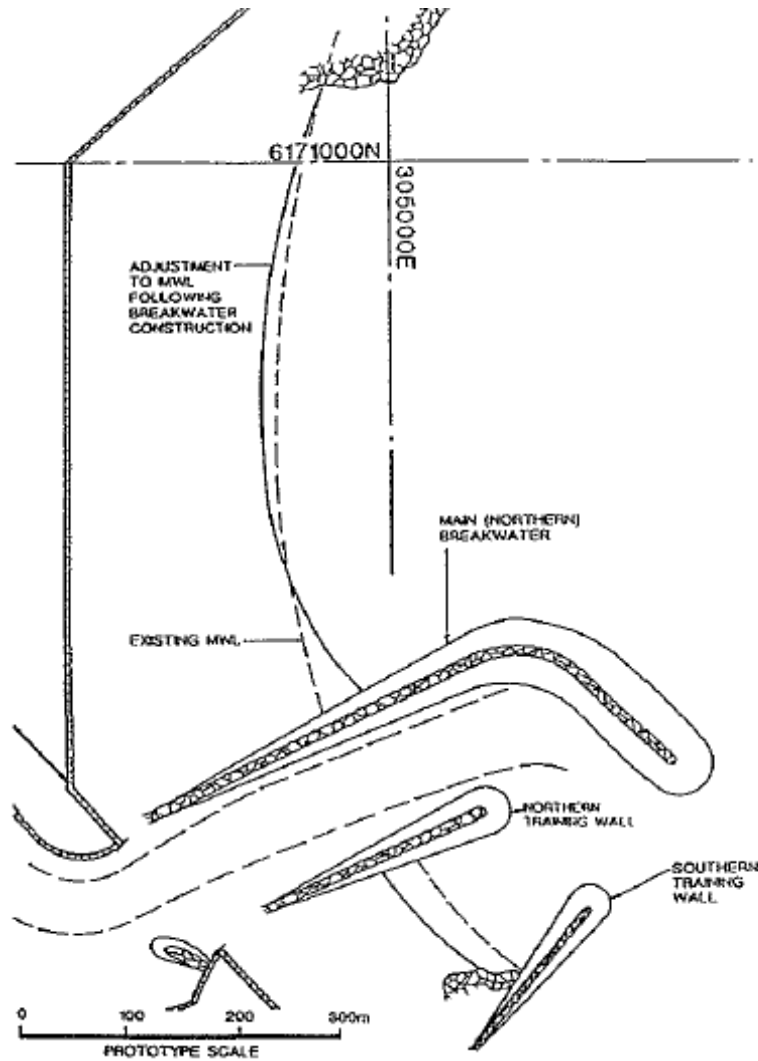 6171000N
305000E
ADJUSTMENT
TO MWL
FOLLOWING
BREAKWATER
CONSTRUCTION
MAIN (NORTHERN)
BREAKWATER
EXISTING MWL
NORTHERN
TRAINING WALL
SOUTHERN
TRAINING
WALL
0 100 200 300m
PROTOTYPE SCALE